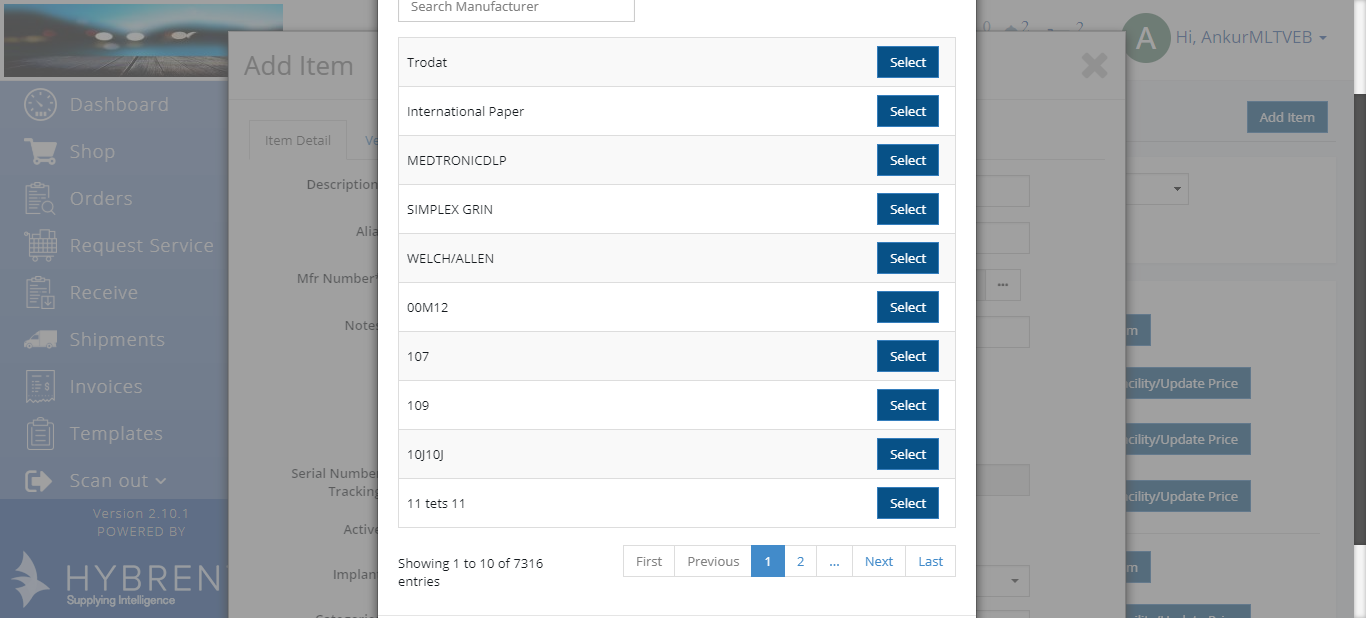 Search Manufacturer
Hi, AnkurMLTVEB
A
Add Item
Add Item
Dashboard
Shop
Orders
Request Service
Receive
Shipments
Invoices
Templates
Scan out
Version 2.10.1
POWERED BY
HYBREN
Supplying Intelligence
Item Detail
Ve
Description
Alia
Mfr Number*
Notes
Serial Number
Tracking
Active
Implant
Trodat Select
International Paper Select
MEDTRONICDLP Select
SIMPLEX GRIN Select
WELCH/ALLEN Select
00M12 Select
107 Select
109 Select
10J10J Select
11 tets 11 Select
Showing 1 to 10 of 7316
entries
First Previous 1 2 ... Next Last
...
m
cility/Update Price
cility/Update Price
cility/Update Price
m